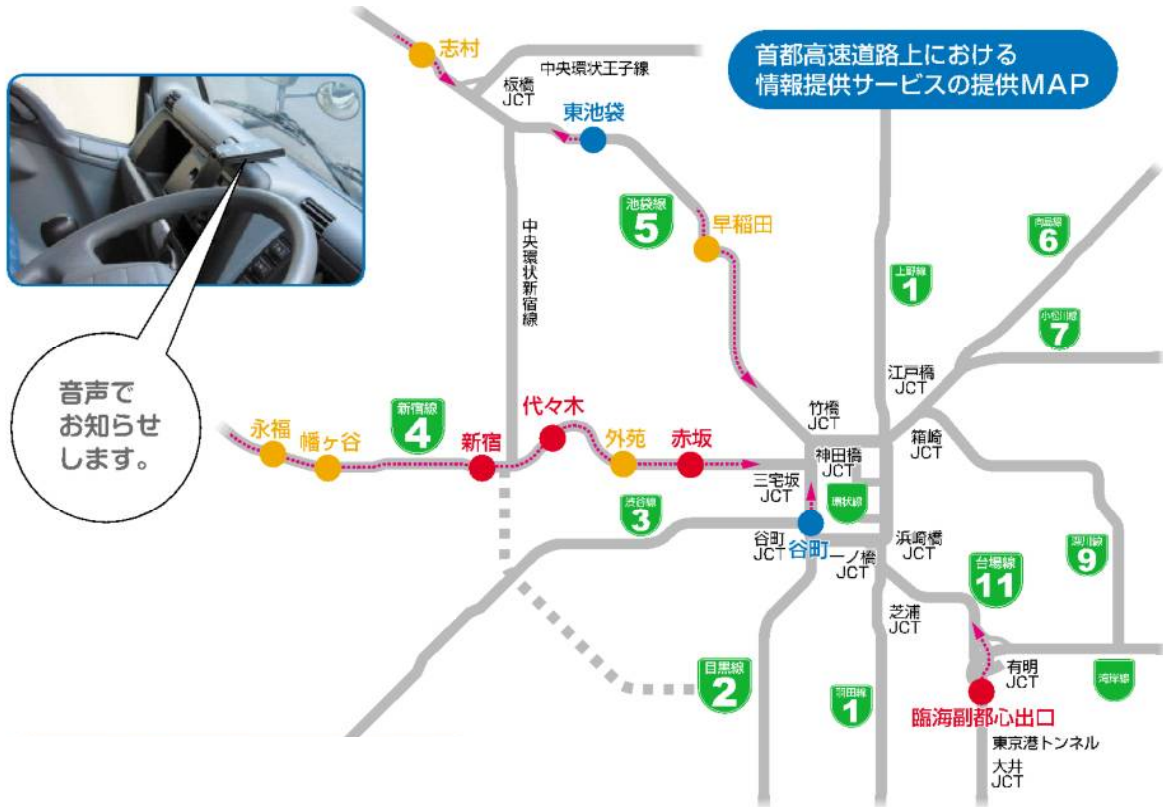 首都高速道路上における
情報提供サービスの提供MAP
志村
中央環状王子線
板橋
JCT
東池袋
池袋線
5
早稲田
中央環状新宿線
向島線
6
上野線
1
小松川線
7
音声で
お知らせ
します。
永福
幡ヶ谷
新宿線
4
新宿
代々木
外苑
赤坂
竹橋
JCT
江戸橋
JCT
箱崎
JCT
神田橋
JCT
三宅坂
JCT
環状線
渋谷線
3
谷町
JCT
谷町
一ノ橋
JCT
浜崎橋
JCT
台場線
11
深川線
9
芝浦
JCT
目黒線
2
羽田線
1
有明
JCT
湾岸線
臨海副都心出口
東京港トンネル
大井
JCT